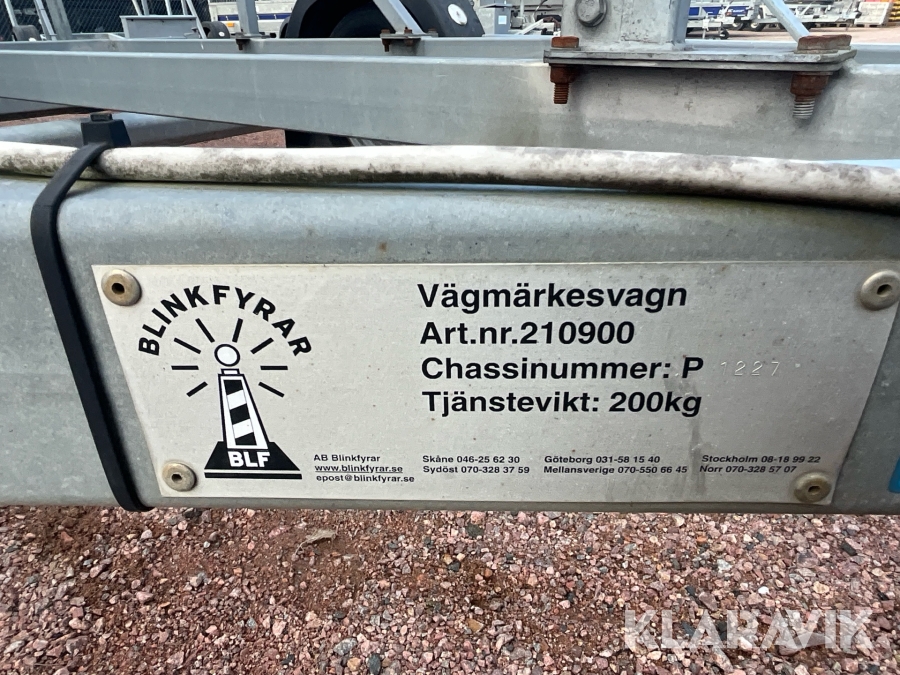 BLINKFYRAR
BLF
Vägmärkesvagn
Art.nr.210900
Chassinummer: P 1227
Tjänstevikt: 200kg
AB Blinkfyrar
www.blinkfyrar.se
epost@blinkfyrar.se
Skåne 046-25 62 30
Sydöst 070-328 37 59
Göteborg 031-58 15 40
Mellansverige 070-550 66 45
Stockholm 08-18 99 22
Norr 070-328 57 07
KLARAVIK